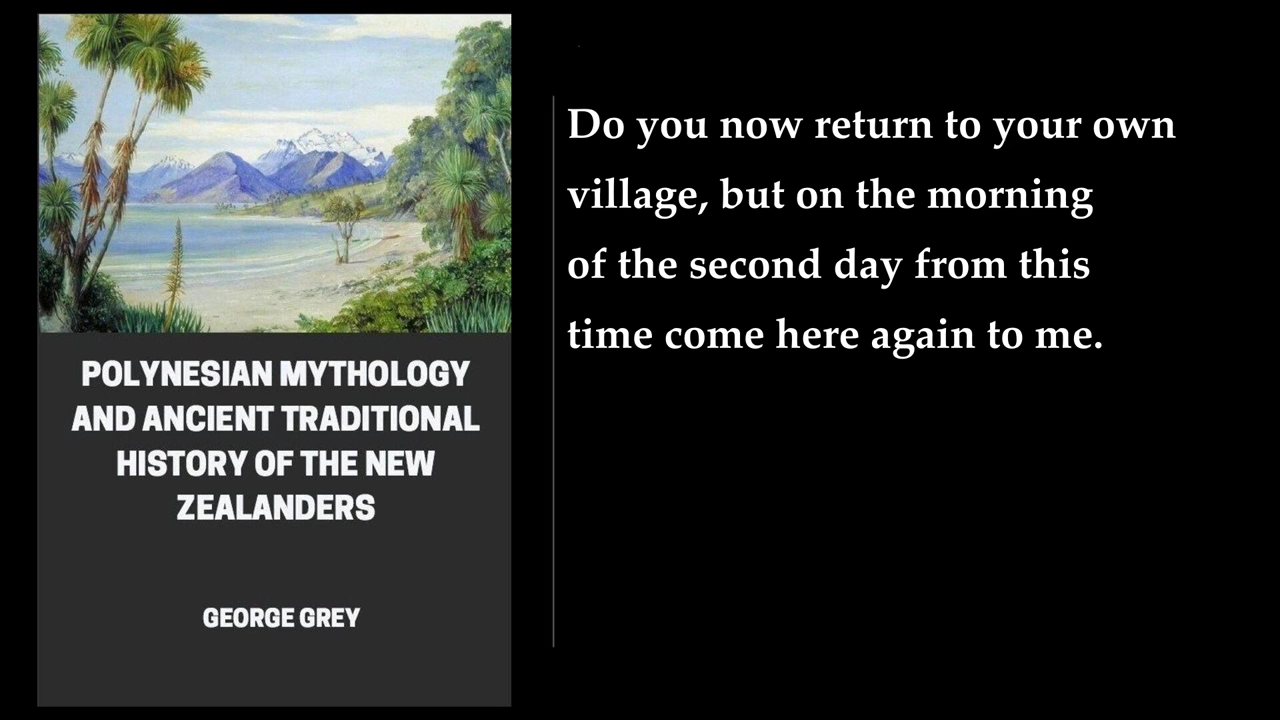 POLYNESIAN MYTHOLOGY
AND ANCIENT TRADITIONAL
HISTORY OF THE NEW
ZEALANDERS
GEORGE GREY
Do you now return to your own
village, but on the morning
of the second day from this
time come here again to me.